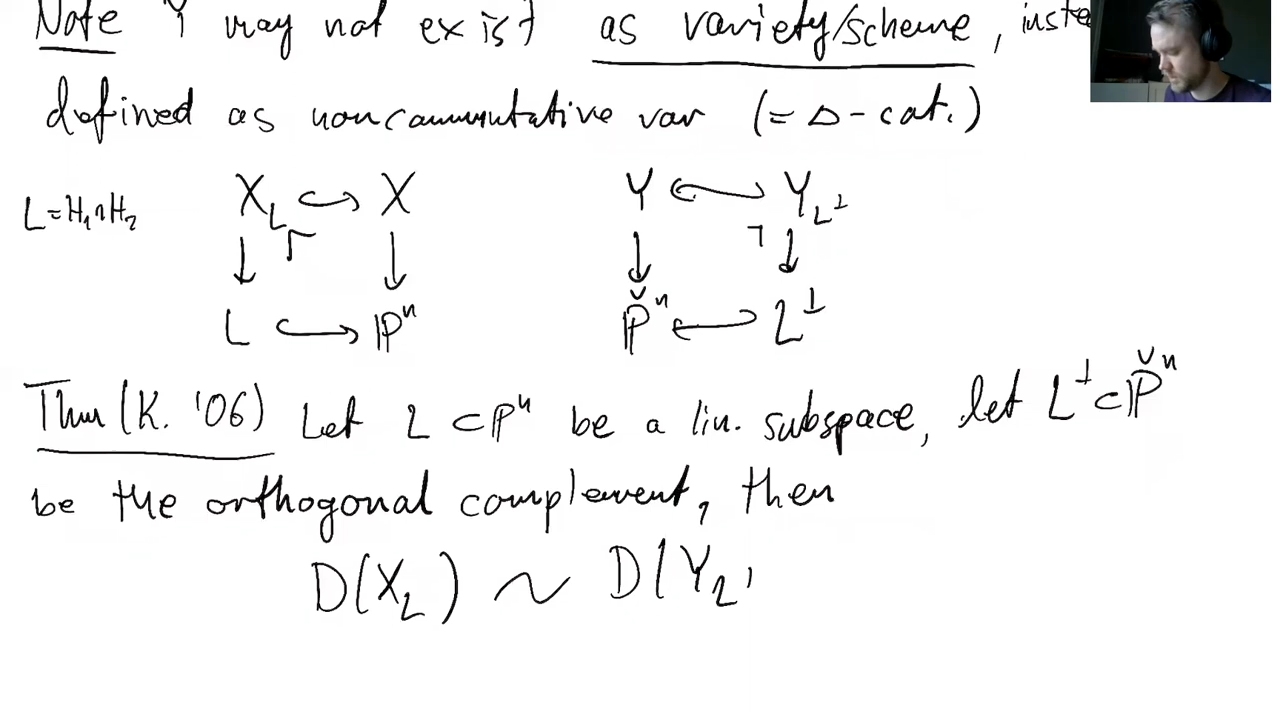 Note Y may not exist as variety/scheme, inste
defined as noncommutative var (= Δ-cat.)
L=H₁∩H₂ X_L ↪ X Y ↩ Y_{L^⊥}
↓ ↓ ↓ ↓
L ↪ ℙⁿ ℙ̌ⁿ ↩ L^⊥
Thm (K. '06) Let L ⊂ ℙⁿ be a lin. subspace, let L^⊥ ⊂ ℙ̌ⁿ
be the orthogonal complement, then
D(X_L) ~ D(Y_L